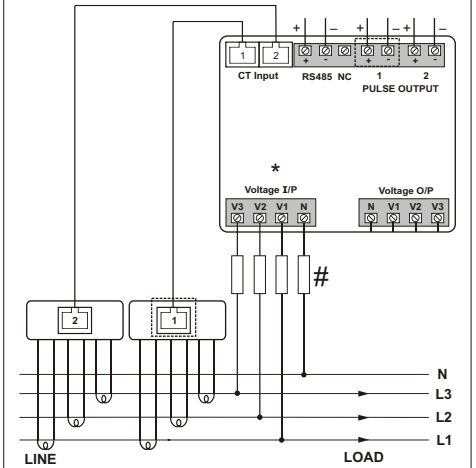 + − + − + −
1 2
+ - + - + -
CT Input RS485 NC 1 2
PULSE OUTPUT
*
Voltage I/P Voltage O/P
V3 V2 V1 N N V1 V2 V3
#
2 1
N
L3
L2
L1
LINE LOAD